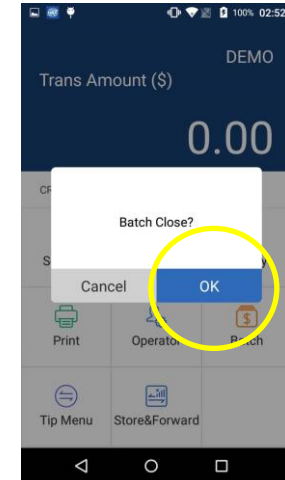 100% 02:52
DEMO
Trans Amount ($)
0.00
Batch Close?
Cancel
OK
Print
Operator
Batch
Tip Menu
Store&Forward